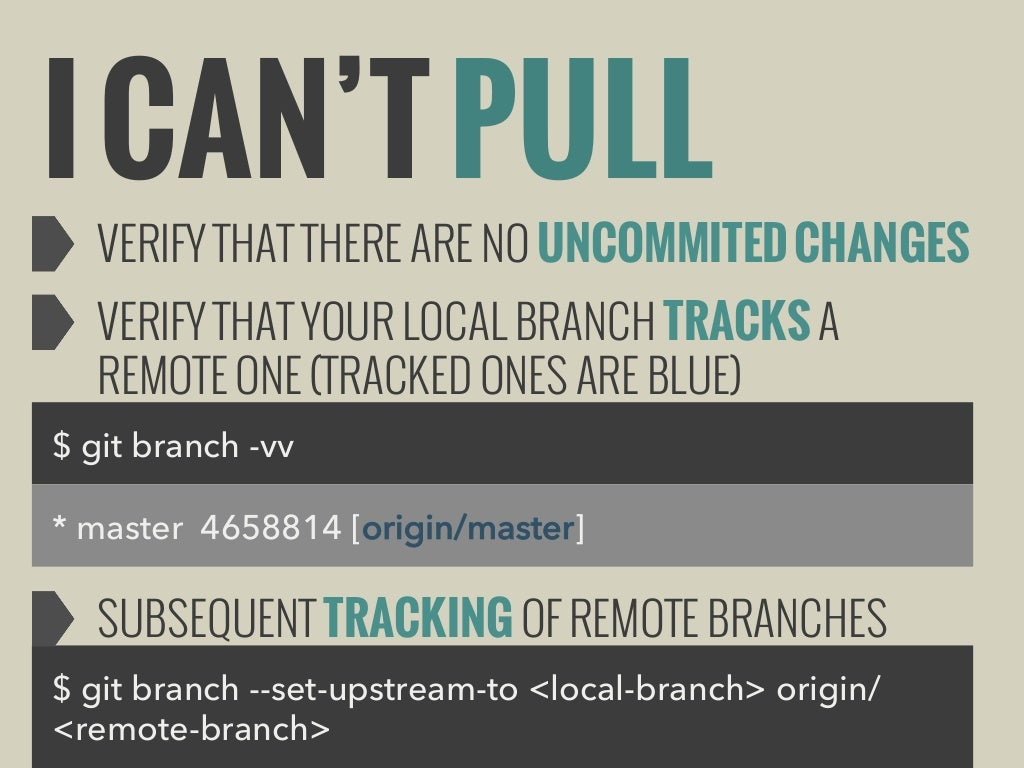 I CAN’T PULL
VERIFY THAT THERE ARE NO UNCOMMITED CHANGES
VERIFY THAT YOUR LOCAL BRANCH TRACKS A
REMOTE ONE (TRACKED ONES ARE BLUE)
$ git branch -vv
* master 4658814 [origin/master]
SUBSEQUENT TRACKING OF REMOTE BRANCHES
$ git branch --set-upstream-to <local-branch> origin/
<remote-branch>